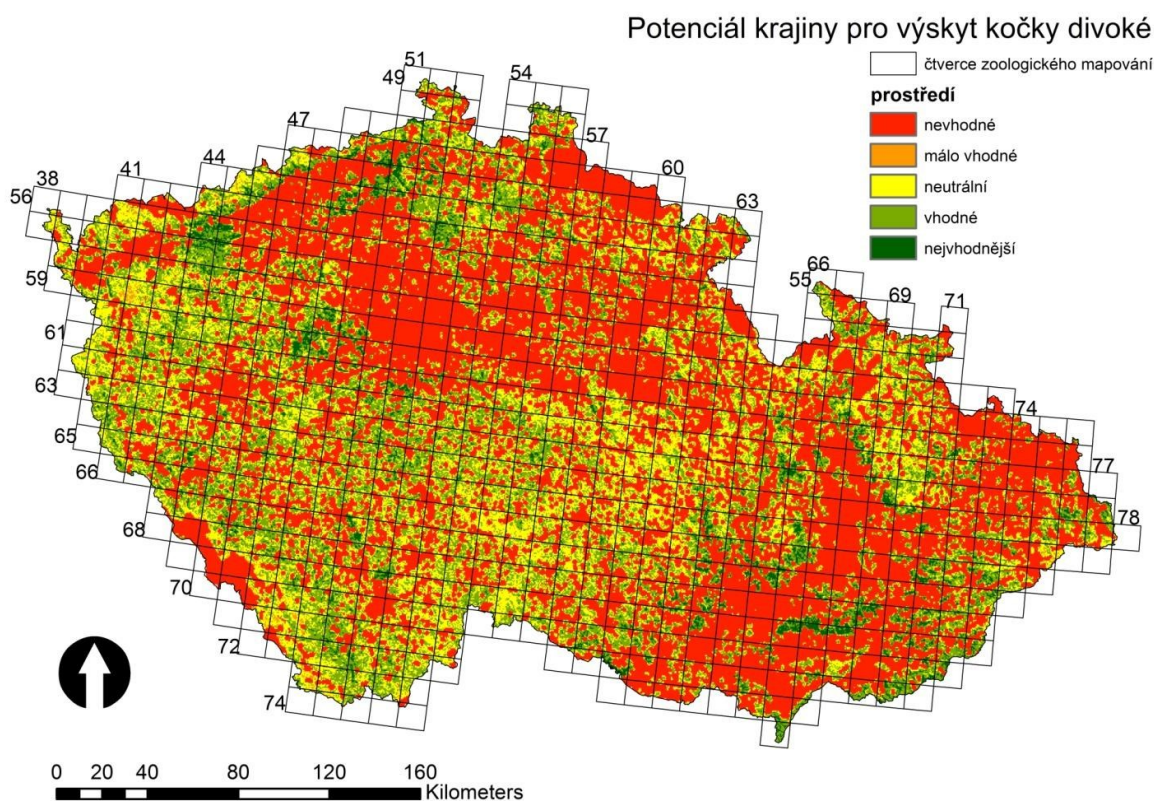 Potenciál krajiny pro výskyt kočky divoké
čtverce zoologického mapování
prostředí
nevhodné
málo vhodné
neutrální
vhodné
nejvhodnější
51
49
54
47
57
44
60
41
38
63
56
66
59
55
69
71
61
63
74
65
77
66
78
68
70
72
74
0 20 40 80 120 160
Kilometers